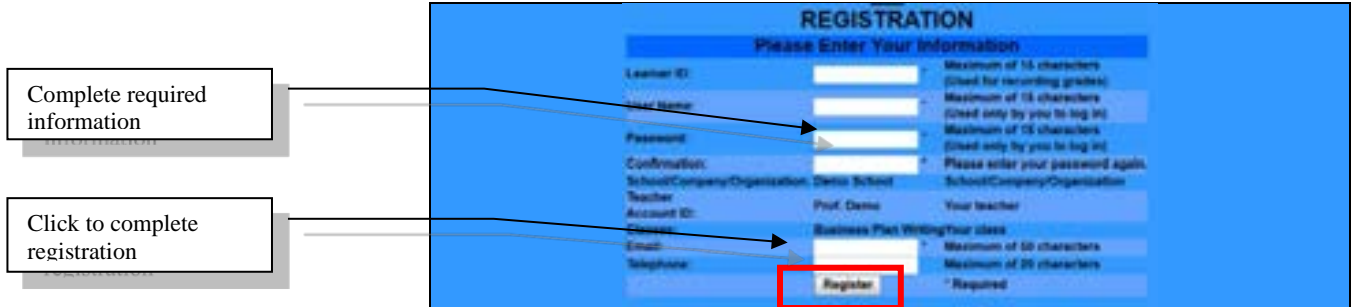 REGISTRATION
Please Enter Your Information
Learner ID: * Maximum of 15 characters
(Used for recording grades)
User Name: * Maximum of 15 characters
(Used only by you to log in)
Password: * Maximum of 15 characters
(Used only by you to log in)
Confirmation: * Please enter your password again.
School/Company/Organization: Demo School School/Company/Organization
Teacher
Account ID: Prof. Demo Your teacher
Classes: Business Plan Writing Your class
Email: * Maximum of 50 characters
Telephone: Maximum of 20 characters
Register * Required
Complete required
information
Click to complete
registration